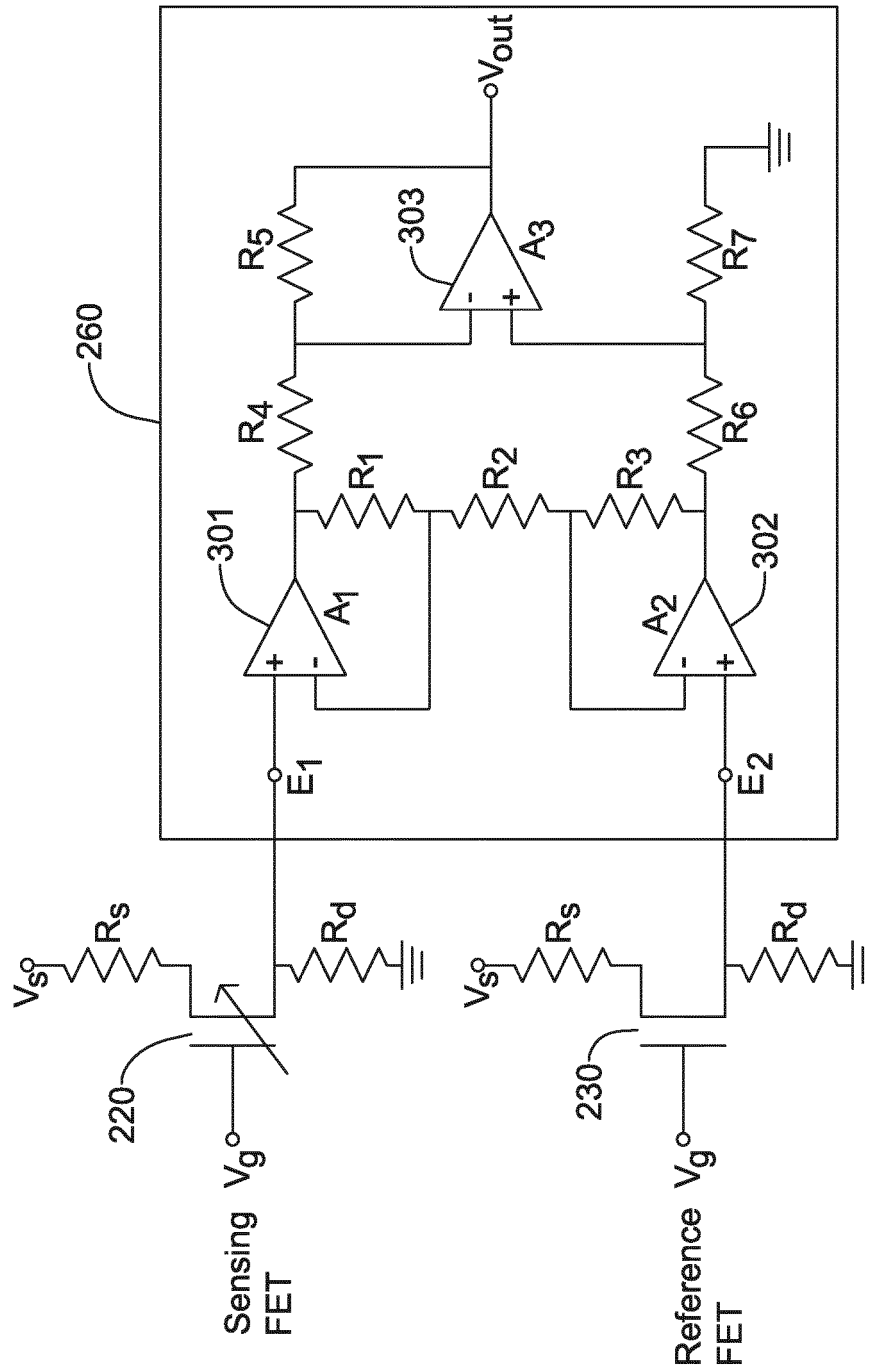 260
301
303
R4
R5
A1
R1
R2
R3
A2
302
A3
Vout
R6
R7
+
-
-
+
-
+
E1
E2
Vs
Rs
Rd
220
Vg
Sensing
FET
Vs
Rs
Rd
230
Vg
Reference
FET